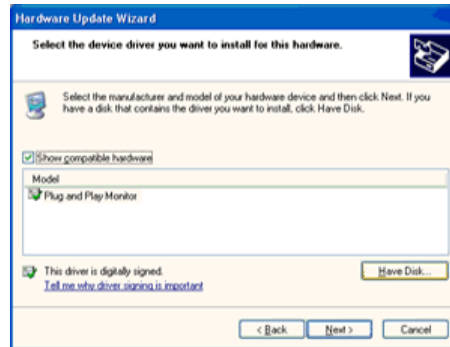 Hardware Update Wizard
Select the device driver you want to install for this hardware.
Select the manufacturer and model of your hardware device and then click Next. If you
have a disk that contains the driver you want to install, click Have Disk.
Show compatible hardware
Model
Plug and Play Monitor
This driver is digitally signed.
Have Disk...
Tell me why driver signing is important
< Back
Next >
Cancel